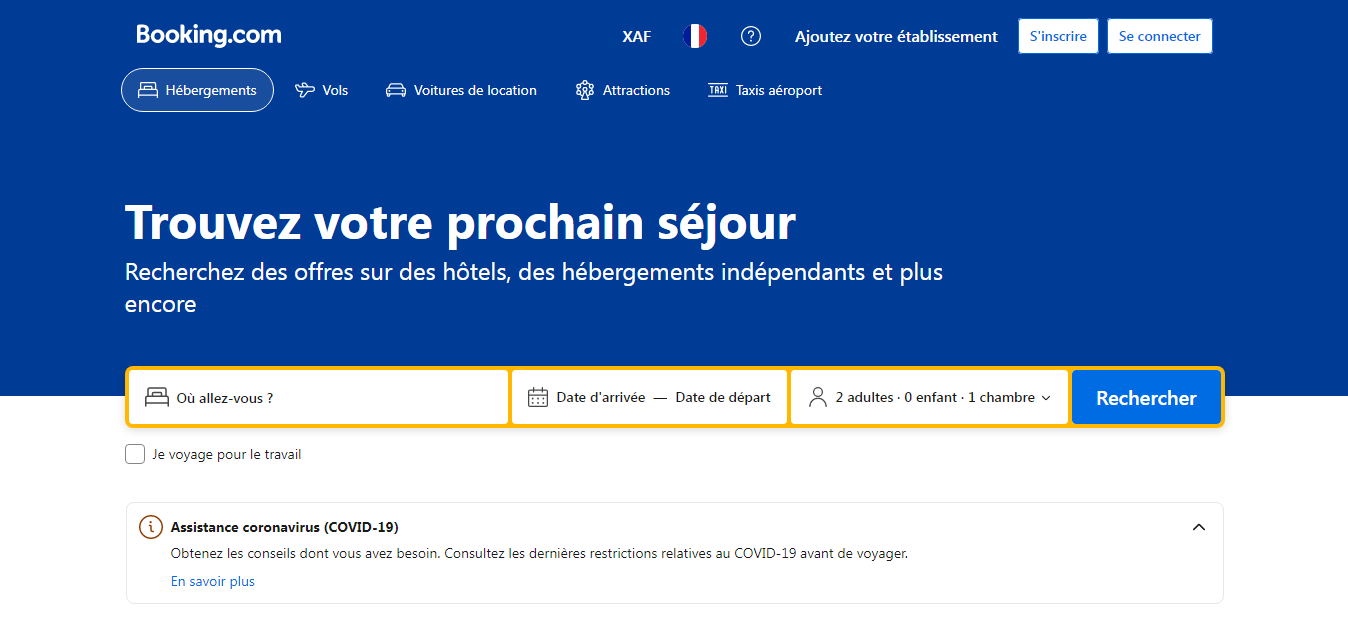 Booking.com
XAF
Ajoutez votre établissement
S'inscrire
Se connecter
Hébergements
Vols
Voitures de location
Attractions
TAXI Taxis aéroport
Trouvez votre prochain séjour
Recherchez des offres sur des hôtels, des hébergements indépendants et plus
encore
Où allez-vous ?
Date d'arrivée — Date de départ
2 adultes · 0 enfant · 1 chambre
Rechercher
Je voyage pour le travail
Assistance coronavirus (COVID-19)
Obtenez les conseils dont vous avez besoin. Consultez les dernières restrictions relatives au COVID-19 avant de voyager.
En savoir plus